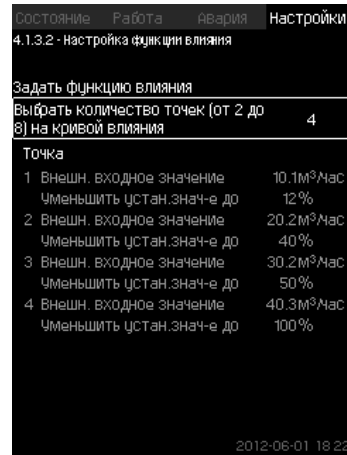 Состояние Работа Авария Настройки
4.1.3.2 - Настройка функции влияния
Задать функцию влияния
Выбрать количество точек (от 2 до
8) на кривой влияния 4
Точка
1 Внешн. входное значение 10.1м³/час
Уменьшить устан.знач-е до 12%
2 Внешн. входное значение 20.2м³/час
Уменьшить устан.знач-е до 40%
3 Внешн. входное значение 30.2м³/час
Уменьшить устан.знач-е до 50%
4 Внешн. входное значение 40.3м³/час
Уменьшить устан.знач-е до 100%
2012-06-01 18:22